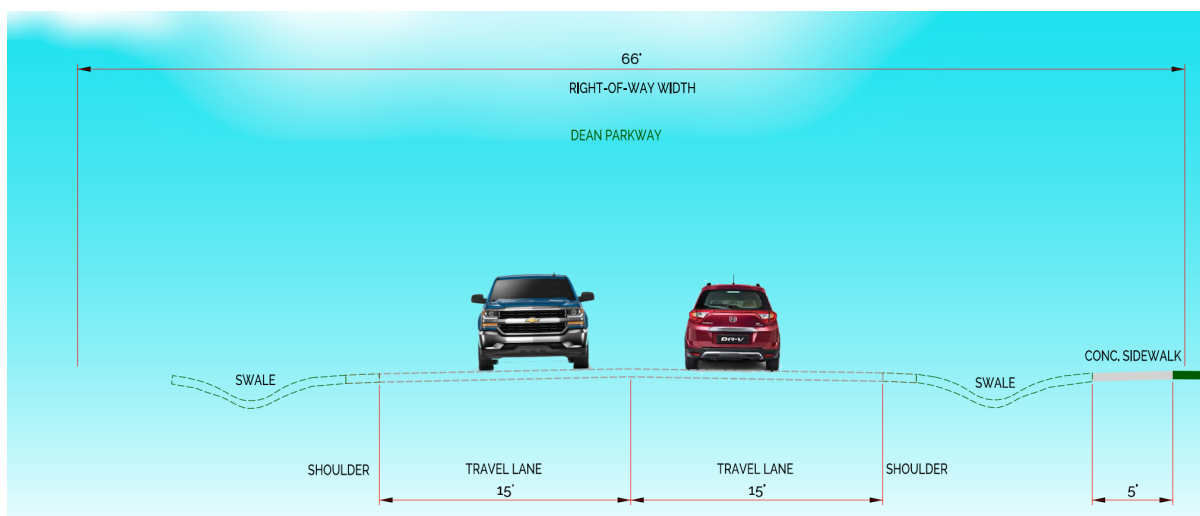 66'
RIGHT-OF-WAY WIDTH
DEAN PARKWAY
CONC. SIDEWALK
SWALE
SWALE
BR-V
SHOULDER
TRAVEL LANE
TRAVEL LANE
SHOULDER
15'
15'
5'